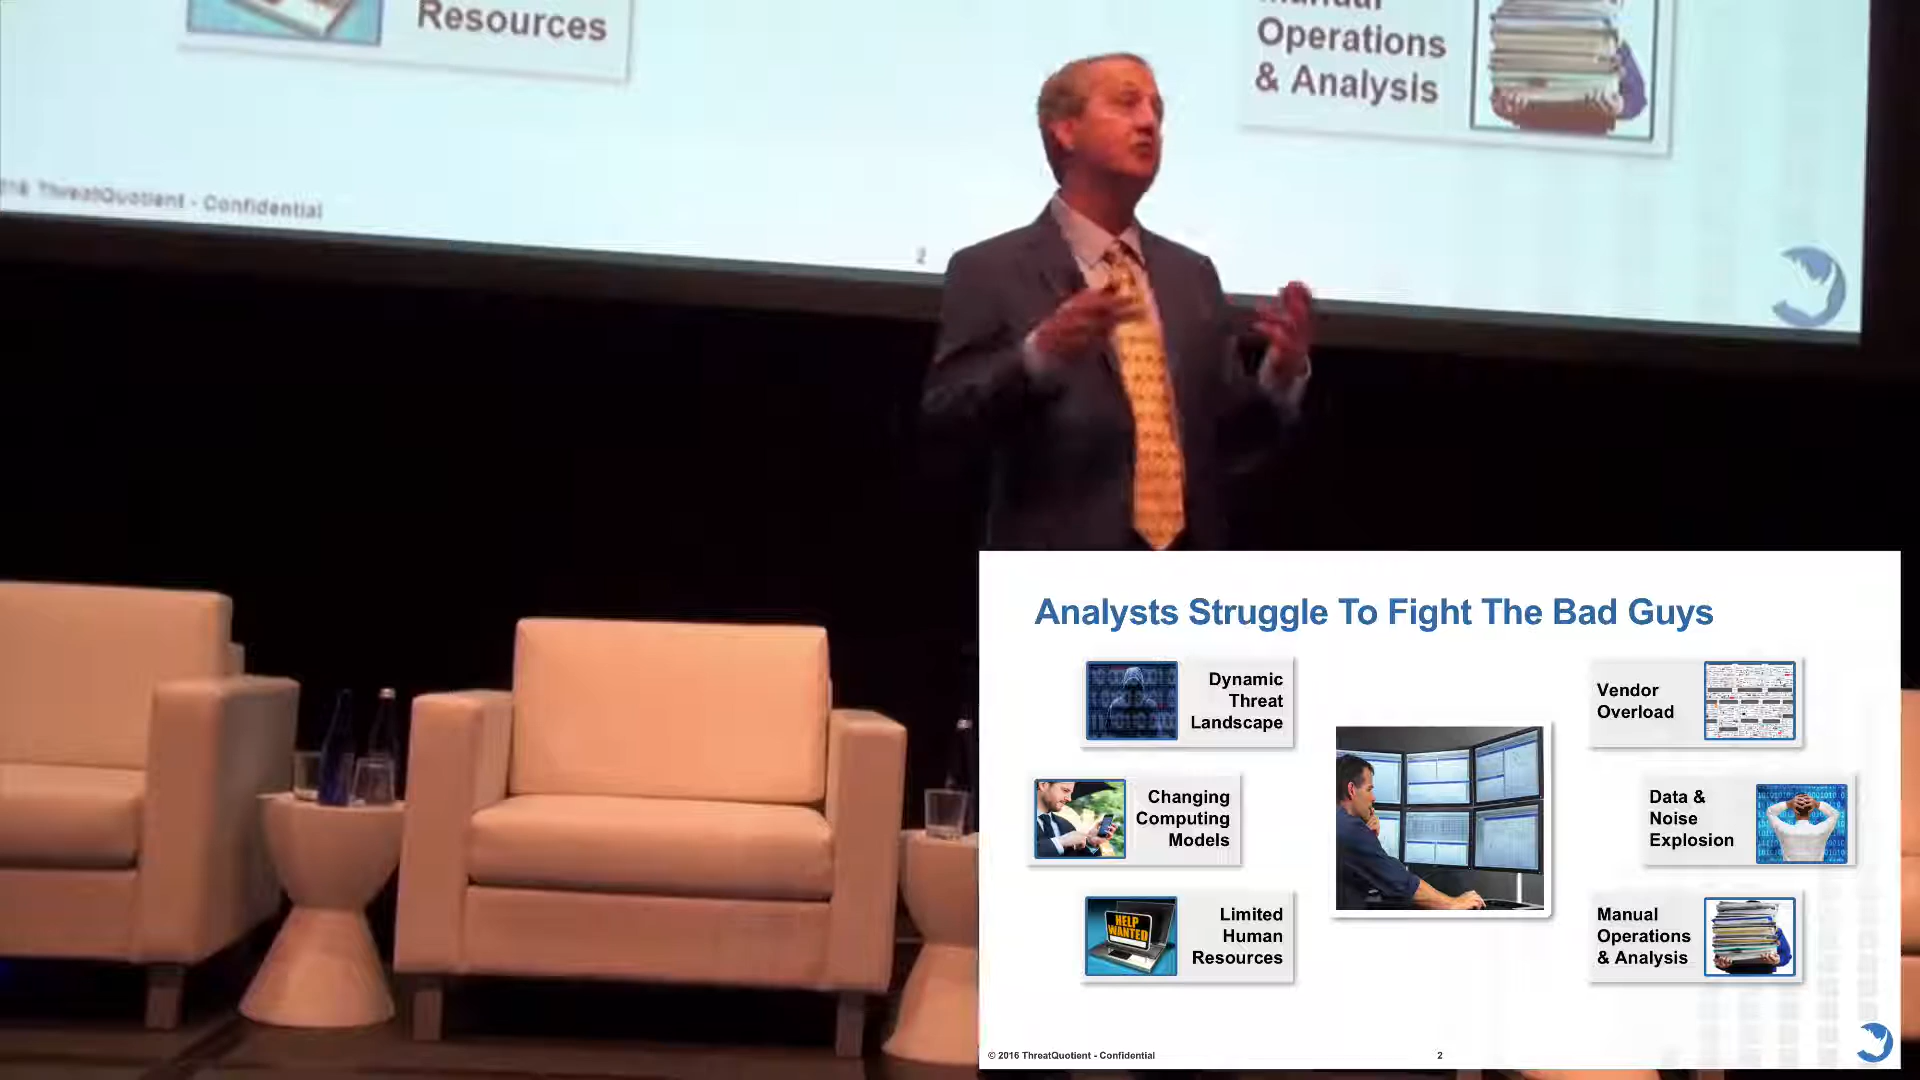 Resources
Operations
& Analysis
ThreatQuotient - Confidential
2
Analysts Struggle To Fight The Bad Guys
Dynamic
Threat
Landscape
Changing
Computing
Models
HELP
WANTED
Limited
Human
Resources
Vendor
Overload
Data &
Noise
Explosion
Manual
Operations
& Analysis
© 2016 ThreatQuotient - Confidential
2